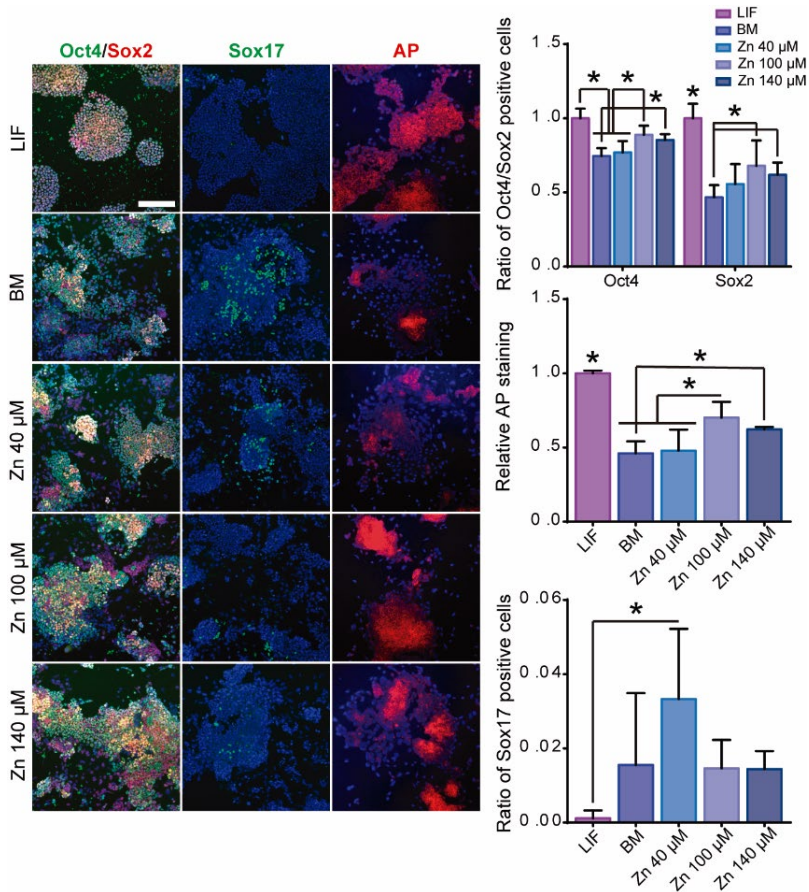 Oct4/Sox2 Sox17 AP
LIF
BM
Zn 40 µM
Zn 100 µM
Zn 140 µM
LIF
BM
Zn 40 µM
Zn 100 µM
Zn 140 µM
Ratio of Oct4/Sox2 positive cells
1.5
1.0
0.5
0.0
* * * * *
Oct4 Sox2
Relative AP staining
1.5
1.0
0.5
0.0
* * *
LIF BM Zn 40 µM Zn 100 µM Zn 140 µM
Ratio of Sox17 positive cells
0.06
0.04
0.02
0.00
*
LIF BM Zn 40 µM Zn 100 µM Zn 140 µM